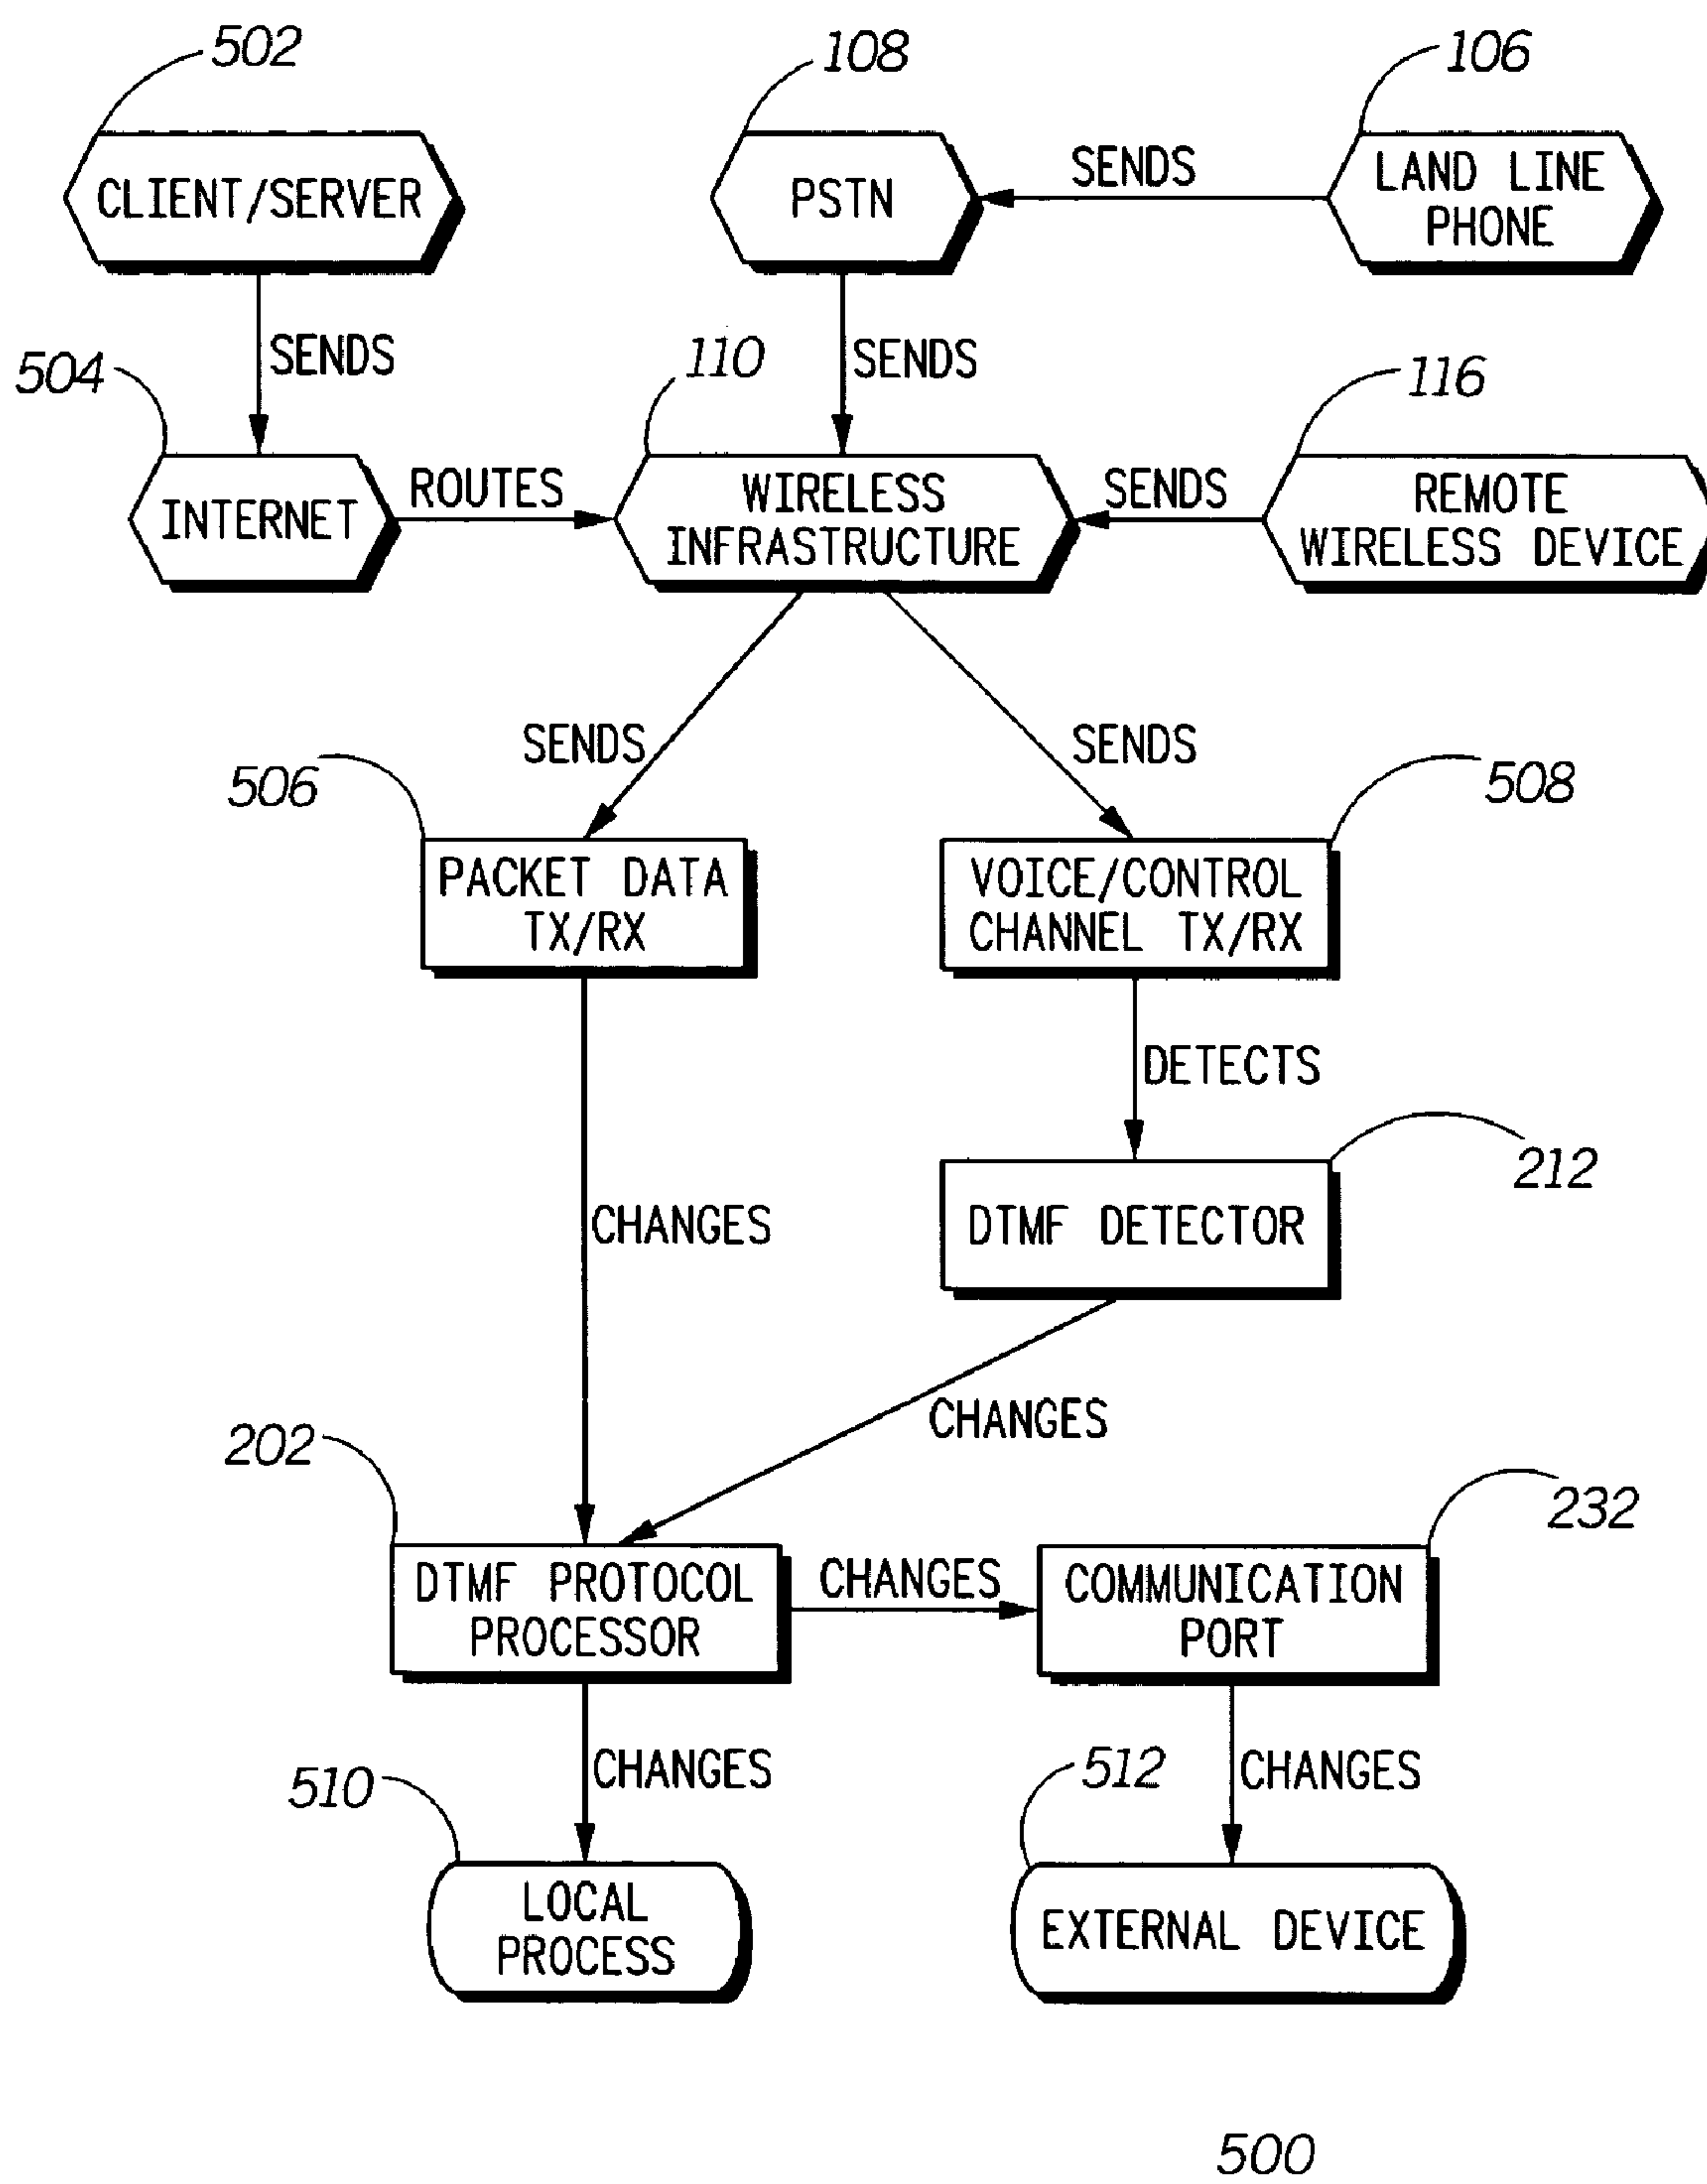 502
108
106
CLIENT/SERVER
PSTN
SENDS
LAND LINE
PHONE
SENDS
SENDS
504
110
116
INTERNET
ROUTES
WIRELESS
INFRASTRUCTURE
SENDS
REMOTE
WIRELESS DEVICE
SENDS
SENDS
506
508
PACKET DATA
TX/RX
VOICE/CONTROL
CHANNEL TX/RX
DETECTS
212
CHANGES
DTMF DETECTOR
CHANGES
202
232
DTMF PROTOCOL
PROCESSOR
CHANGES
COMMUNICATION
PORT
CHANGES
CHANGES
510
512
LOCAL
PROCESS
EXTERNAL DEVICE
500